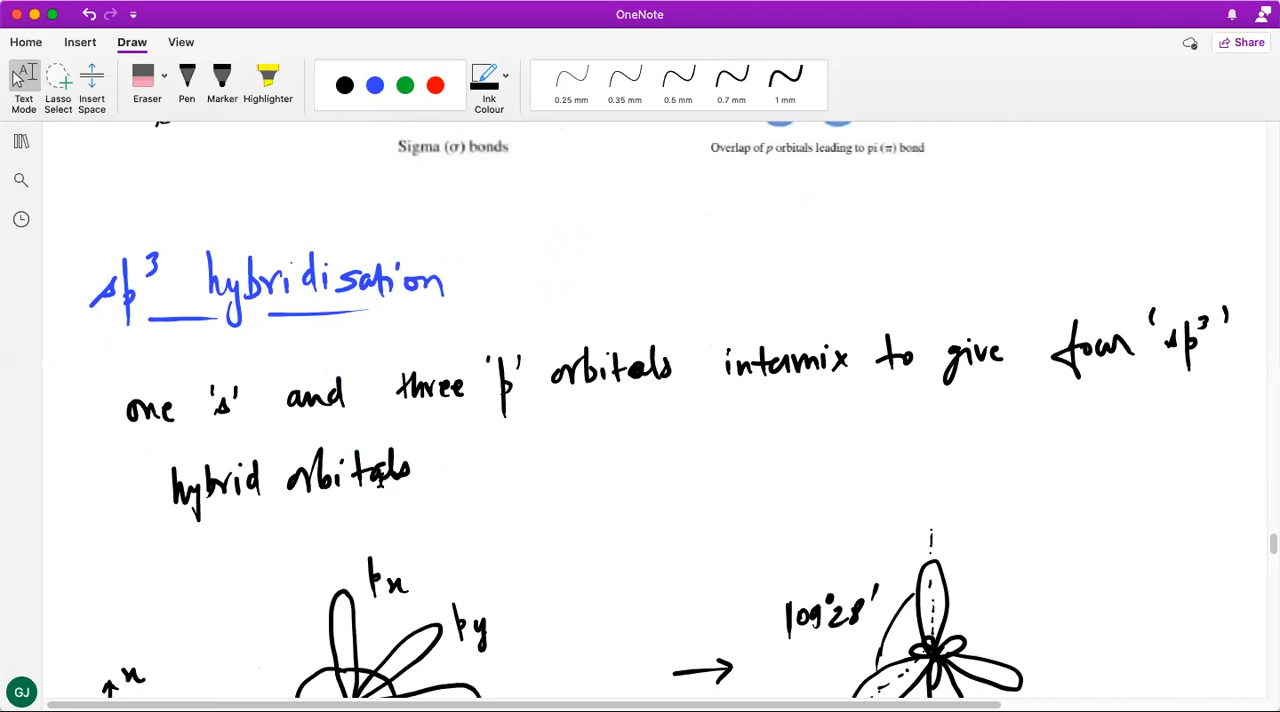 OneNote
Home Insert Draw View
Share
Text Mode
Lasso Select
Insert Space
Eraser
Pen
Marker
Highlighter
Ink Colour
0.25 mm
0.35 mm
0.5 mm
0.7 mm
1 mm
Sigma (σ) bonds
Overlap of p orbitals leading to pi (π) bond
sp³ hybridisation
one 's' and three 'p' orbitals intermix to give four 'sp³'
hybrid orbitals
px
py
109°28'
x
GJ